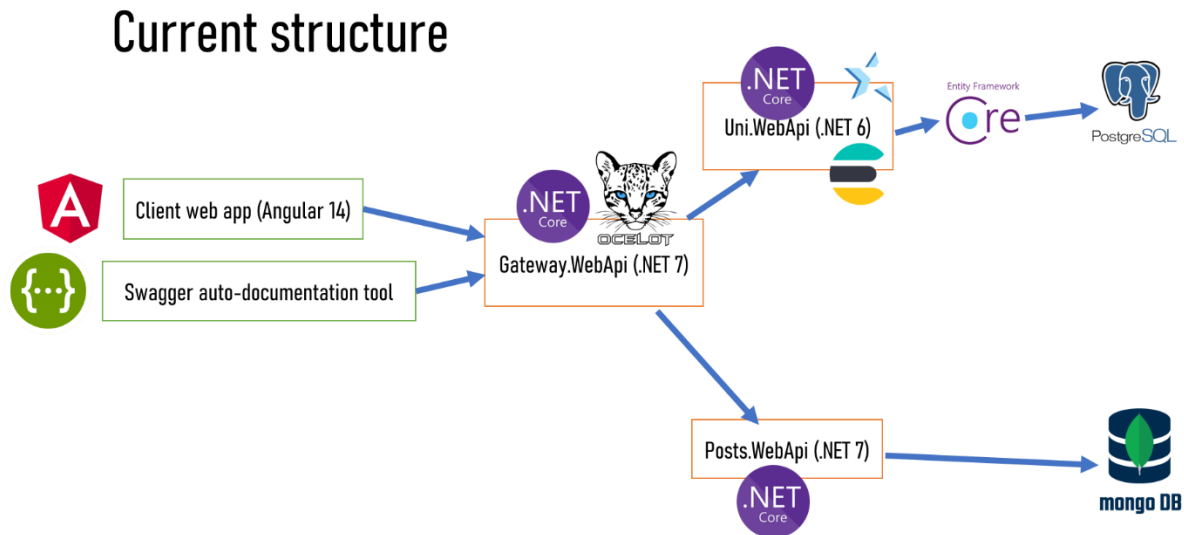 Current structure
.NET
Core
Uni.WebApi (.NET 6)
Entity Framework
Core
PostgreSQL
Client web app (Angular 14)
A
.NET
Core
OCELOT
Gateway.WebApi (.NET 7)
{...}
Swagger auto-documentation tool
Posts.WebApi (.NET 7)
.NET
Core
mongo DB